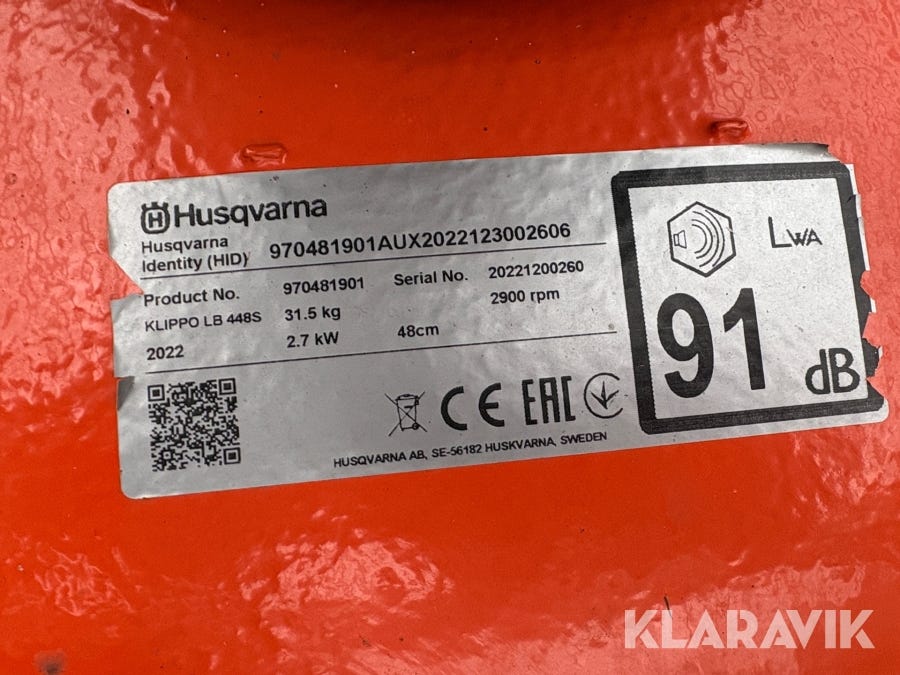 Husqvarna
Husqvarna
Identity (HID) 970481901AUX2022123002606
Product No. 970481901 Serial No. 20221200260
KLIPPO LB 448S 31.5 kg 2900 rpm
2022 2.7 kW 48cm
CE EAC
HUSQVARNA AB, SE-56182 HUSKVARNA, SWEDEN
LWA
91
dB
KLARAVIK